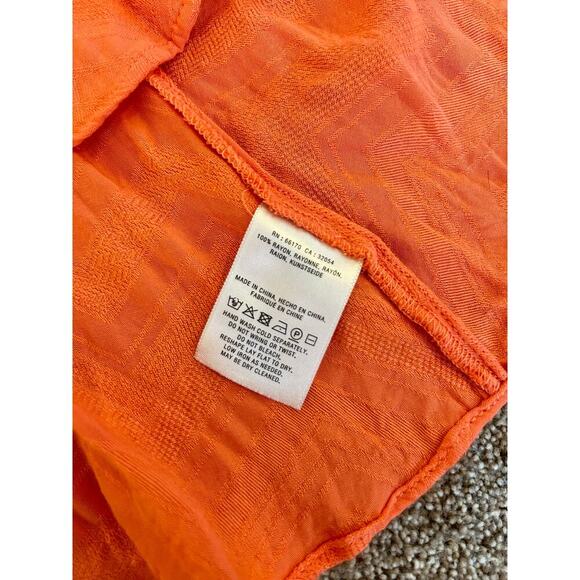 RN : 66170 CA : 32054
100% RAYON, RAYONNE, RAYÓN,
RAION, KUNSTSEIDE
MADE IN CHINA, HECHO EN CHINA,
FABRIQUE EN CHINE
HAND WASH COLD SEPARATELY.
DO NOT WRING OR TWIST.
DO NOT BLEACH.
RESHAPE LAY FLAT TO DRY.
LOW IRON AS NEEDED.
MAY BE DRY CLEANED.